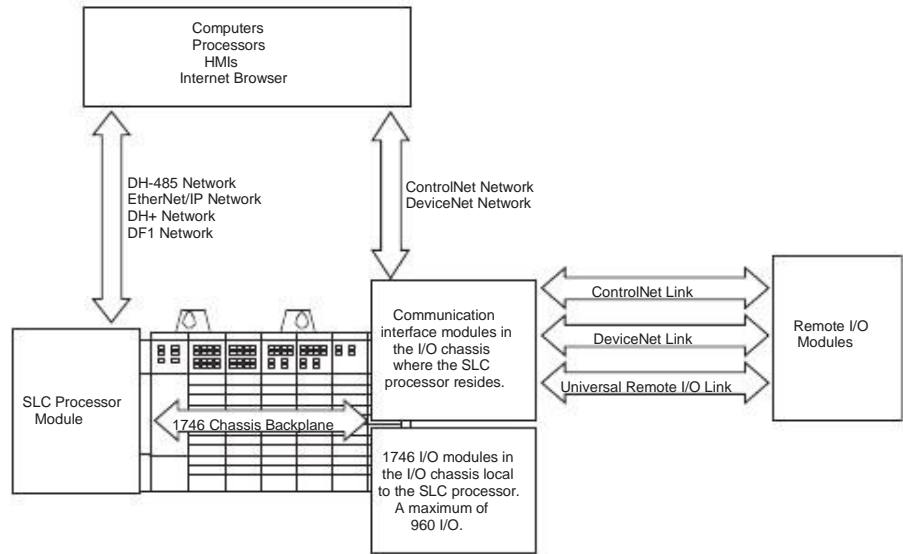 Computers
Processors
HMIs
Internet Browser
DH-485 Network
EtherNet/IP Network
DH+ Network
DF1 Network
ControlNet Network
DeviceNet Network
SLC Processor
Module
1746 Chassis Backplane
Communication
interface modules in
the I/O chassis
where the SLC
processor resides.
1746 I/O modules in
the I/O chassis local
to the SLC processor.
A maximum of
960 I/O.
ControlNet Link
DeviceNet Link
Universal Remote I/O Link
Remote I/O
Modules